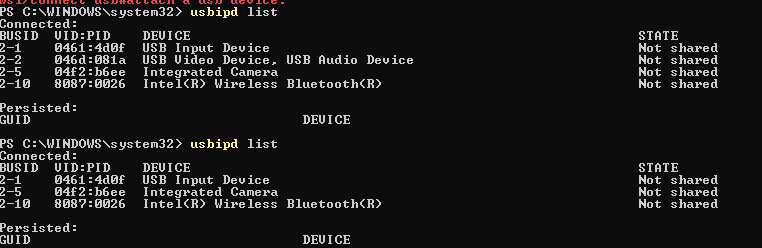 wsl/connect usb#attach a usb device.
PS C:\WINDOWS\system32> usbipd list
Connected:
BUSID VID:PID DEVICE STATE
2-1 0461:4d0f USB Input Device Not shared
2-2 046d:081a USB Video Device, USB Audio Device Not shared
2-5 04f2:b6ee Integrated Camera Not shared
2-10 8087:0026 Intel(R) Wireless Bluetooth(R) Not shared
Persisted:
GUID DEVICE
PS C:\WINDOWS\system32> usbipd list
Connected:
BUSID VID:PID DEVICE STATE
2-1 0461:4d0f USB Input Device Not shared
2-5 04f2:b6ee Integrated Camera Not shared
2-10 8087:0026 Intel(R) Wireless Bluetooth(R) Not shared
Persisted:
GUID DEVICE